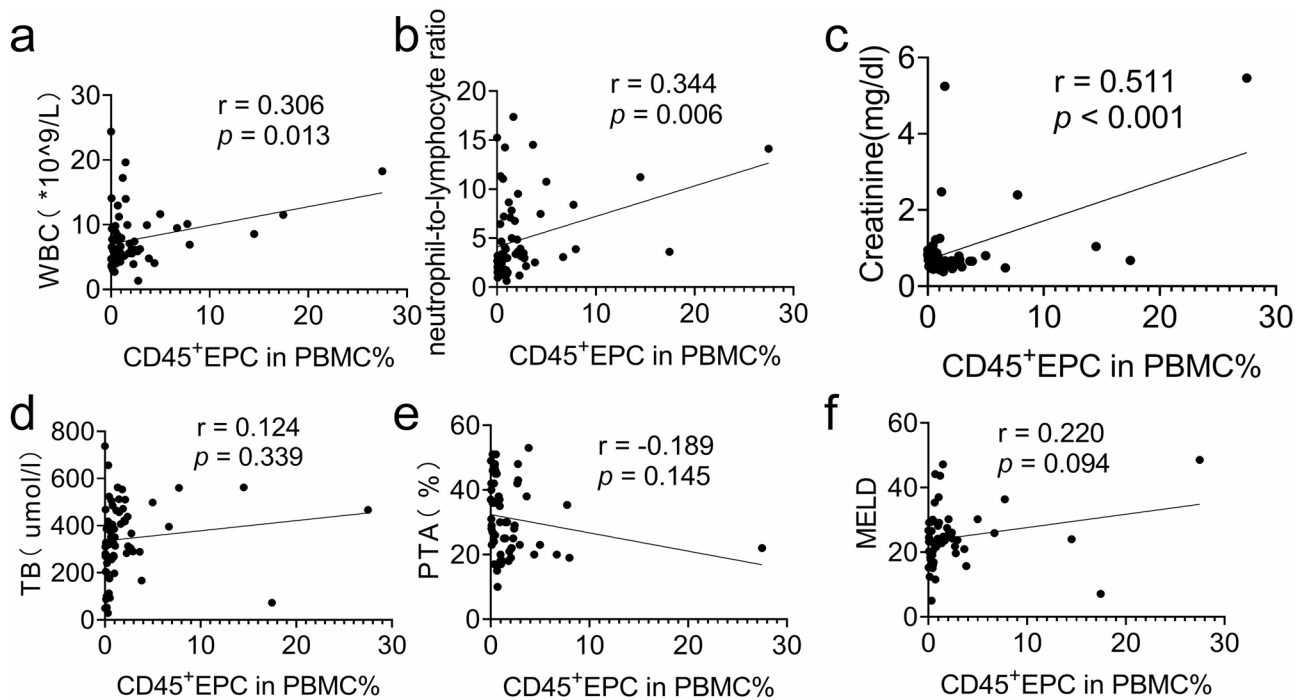 a
WBC( *10^9/L)
r = 0.306
p = 0.013
30
20
10
0
0 10 20 30
CD45+EPC in PBMC%
b
neutrophil-to-lymphocyte ratio
r = 0.344
p = 0.006
20
15
10
5
0
0 10 20 30
CD45+EPC in PBMC%
c
Creatinine(mg/dl)
r = 0.511
p < 0.001
6
4
2
0
0 10 20 30
CD45+EPC in PBMC%
d
TB( umol/l)
r = 0.124
p = 0.339
800
600
400
200
0
0 10 20 30
CD45+EPC in PBMC%
e
PTA( %)
r = -0.189
p = 0.145
60
40
20
0
0 10 20 30
CD45+EPC in PBMC%
f
MELD
r = 0.220
p = 0.094
60
40
20
0
0 10 20 30
CD45+EPC in PBMC%